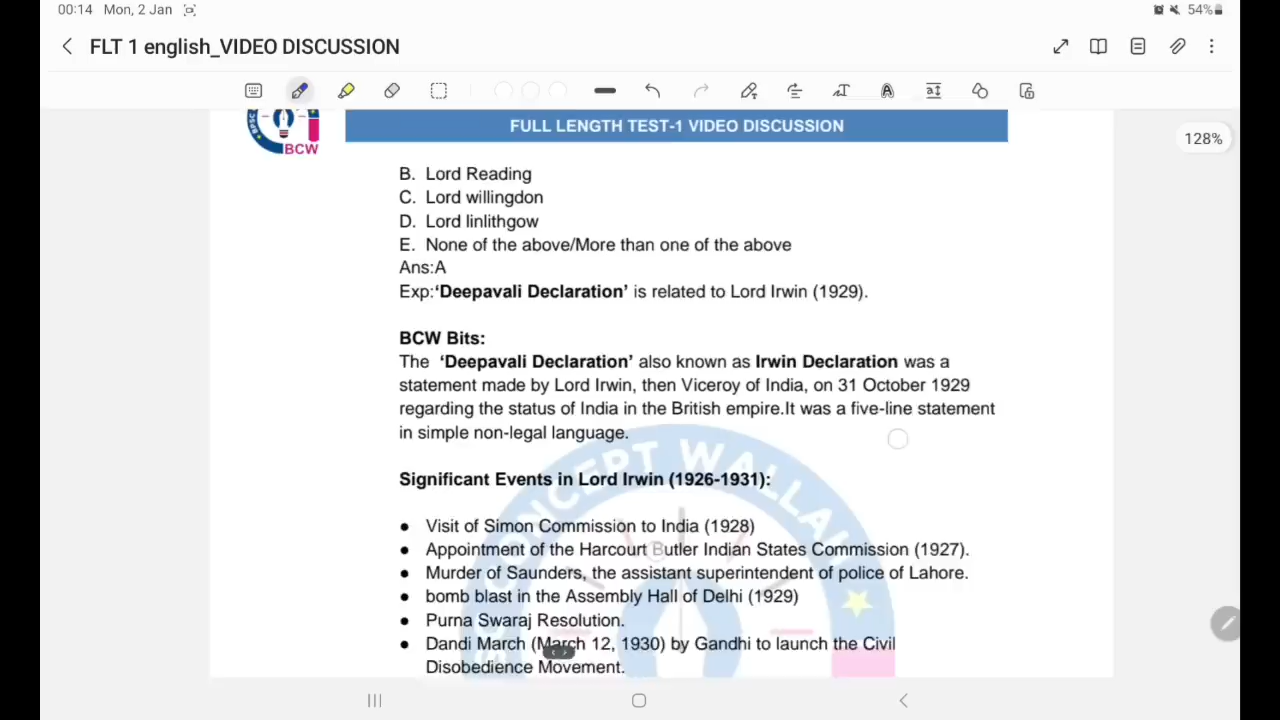 00:14 Mon, 2 Jan
54%
FLT 1 english_VIDEO DISCUSSION
128%
BPSC
BCW
FULL LENGTH TEST-1 VIDEO DISCUSSION
B. Lord Reading
C. Lord willingdon
D. Lord linlithgow
E. None of the above/More than one of the above
Ans:A
Exp:‘Deepavali Declaration’ is related to Lord Irwin (1929).
BCW Bits:
The ‘Deepavali Declaration’ also known as Irwin Declaration was a
statement made by Lord Irwin, then Viceroy of India, on 31 October 1929
regarding the status of India in the British empire.It was a five-line statement
in simple non-legal language.
Significant Events in Lord Irwin (1926-1931):
● Visit of Simon Commission to India (1928)
● Appointment of the Harcourt Butler Indian States Commission (1927).
● Murder of Saunders, the assistant superintendent of police of Lahore.
● bomb blast in the Assembly Hall of Delhi (1929)
● Purna Swaraj Resolution.
● Dandi March (March 12, 1930) by Gandhi to launch the Civil
Disobedience Movement.
CONCEPT WALLAH